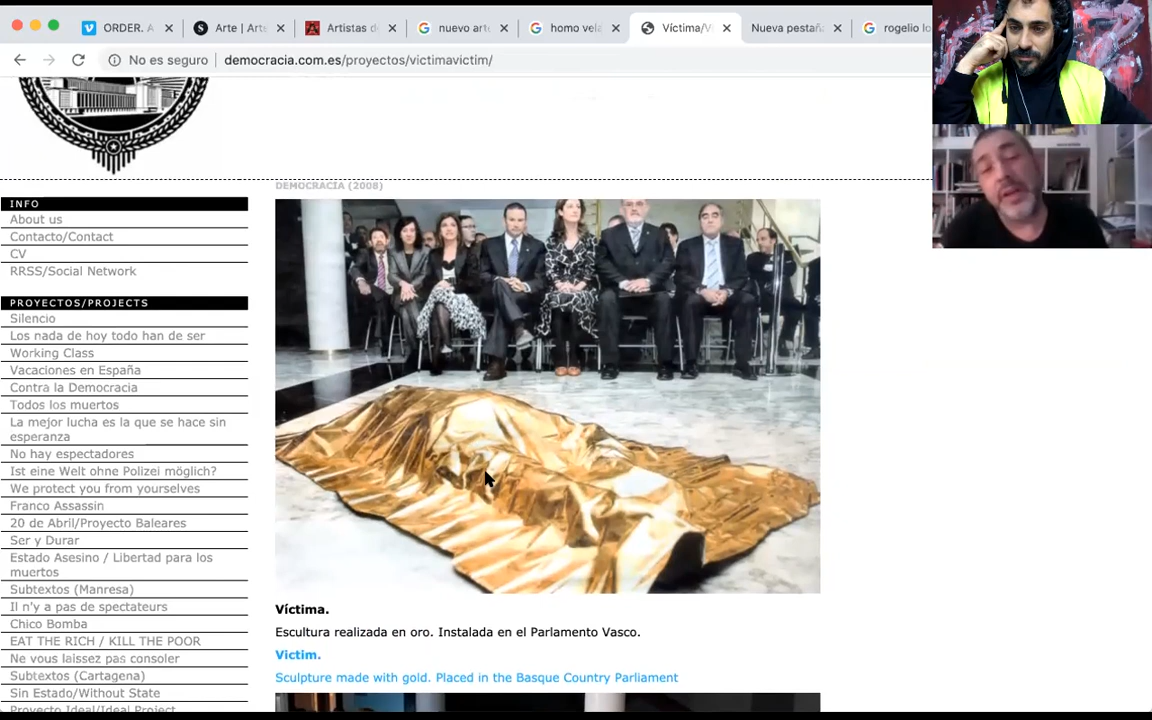 ORDER. A
Arte | Arte
Artistas d
nuevo art
homo vela
Víctima/V
Nueva pestañ
rogelio lo
No es seguro
democracia.com.es/proyectos/victimavictim/
DEMOCRACIA (2008)
INFO
About us
Contacto/Contact
CV
RRSS/Social Network
PROYECTOS/PROJECTS
Silencio
Los nada de hoy todo han de ser
Working Class
Vacaciones en España
Contra la Democracia
Todos los muertos
La mejor lucha es la que se hace sin
esperanza
No hay espectadores
Ist eine Welt ohne Polizei möglich?
We protect you from yourselves
Franco Assassin
20 de Abril/Proyecto Baleares
Ser y Durar
Estado Asesino / Libertad para los
muertos
Subtextos (Manresa)
Il n'y a pas de spectateurs
Chico Bomba
EAT THE RICH / KILL THE POOR
Ne vous laissez pas consoler
Subtextos (Cartagena)
Sin Estado/Without State
Proyecto Ideal/Ideal Project
Víctima.
Escultura realizada en oro. Instalada en el Parlamento Vasco.
Victim.
Sculpture made with gold. Placed in the Basque Country Parliament